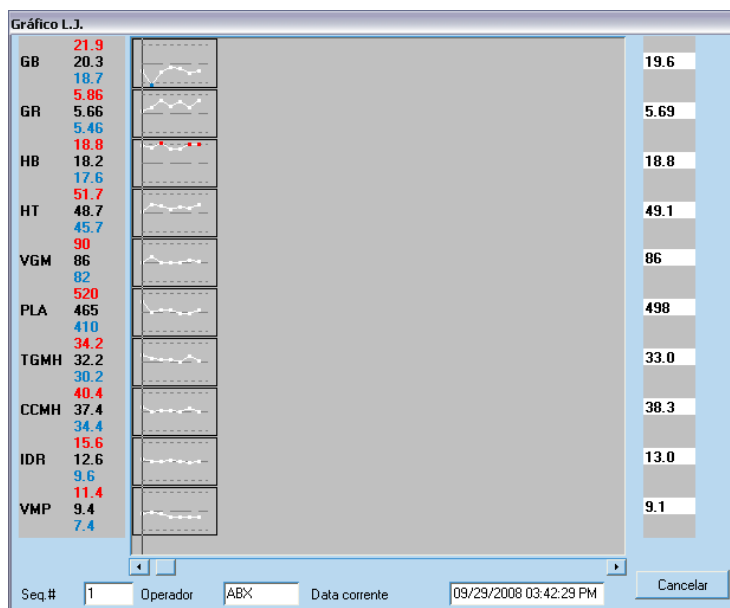 Gráfico L.J.
21.9
GB 20.3 19.6
18.7
5.86
GR 5.66 5.69
5.46
18.8
HB 18.2 18.8
17.6
51.7
HT 48.7 49.1
45.7
90
VGM 86 86
82
520
PLA 465 498
410
34.2
TGMH 32.2 33.0
30.2
40.4
CCMH 37.4 38.3
34.4
15.6
IDR 12.6 13.0
9.6
11.4
VMP 9.4 9.1
7.4
Seq.# 1 Operador ABX Data corrente 09/29/2008 03:42:29 PM Cancelar